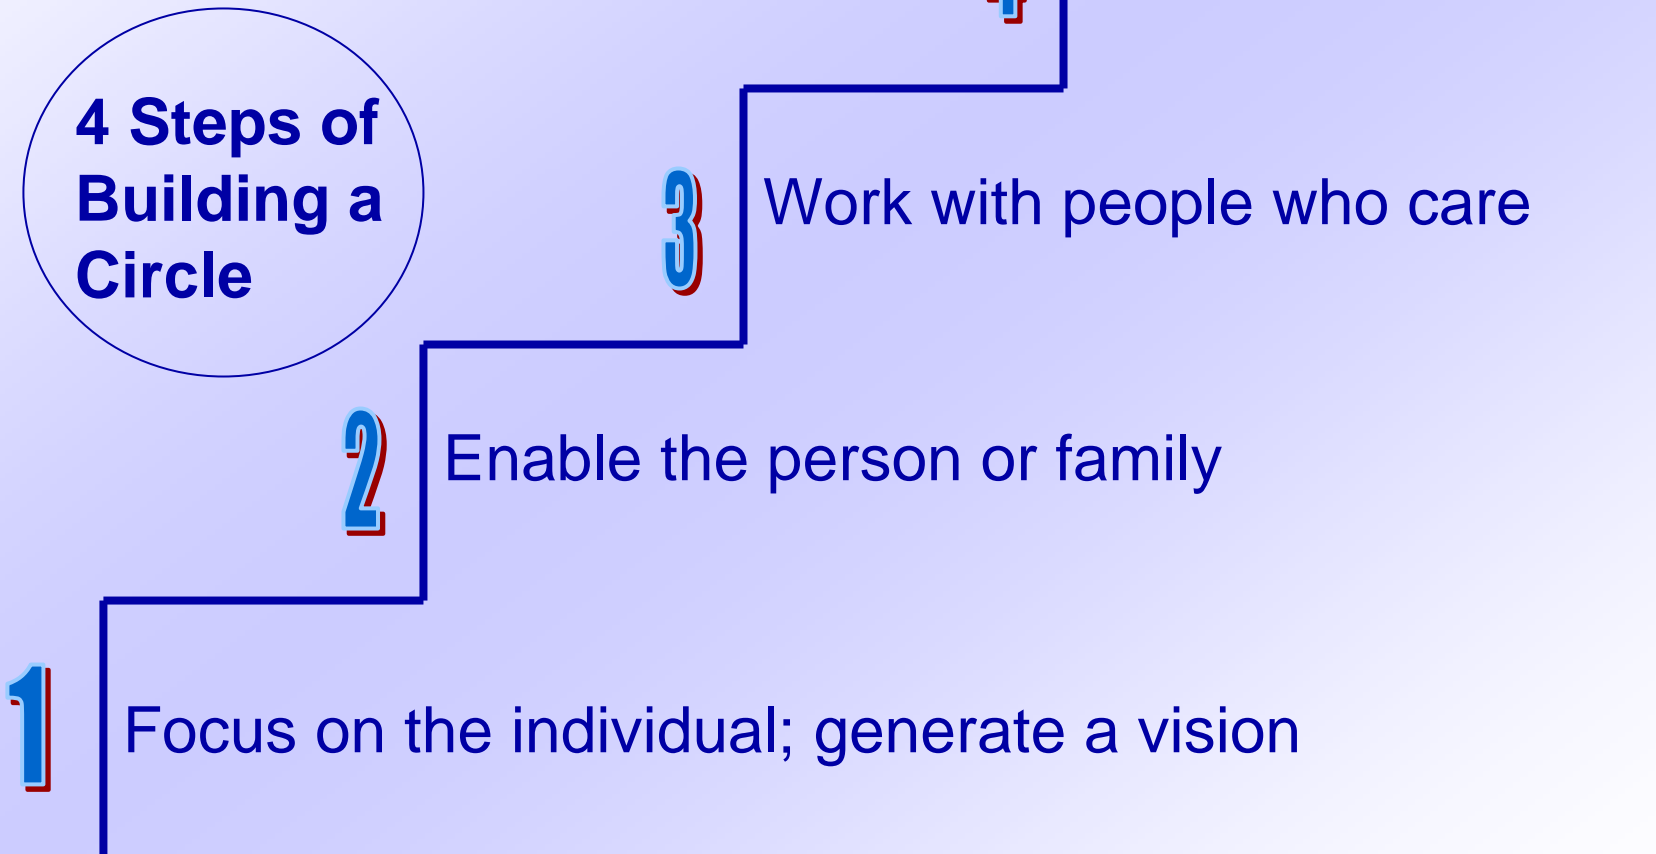 4 Steps of
Building a
Circle
3
Work with people who care
2
Enable the person or family
1
Focus on the individual; generate a vision